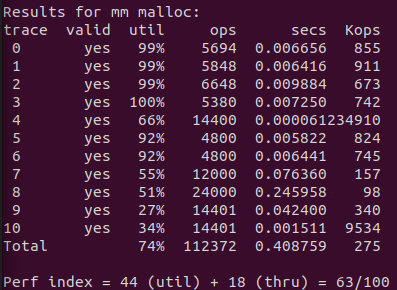 Results for mm malloc:
trace  valid  util     ops      secs  Kops
 0       yes   99%    5694  0.006656   855
 1       yes   99%    5848  0.006416   911
 2       yes   99%    6648  0.009884   673
 3       yes  100%    5380  0.007250   742
 4       yes   66%   14400  0.000061234910
 5       yes   92%    4800  0.005822   824
 6       yes   92%    4800  0.006441   745
 7       yes   55%   12000  0.076360   157
 8       yes   51%   24000  0.245958    98
 9       yes   27%   14401  0.042400   340
10       yes   34%   14401  0.001511  9534
Total          74%  112372  0.408759   275

Perf index = 44 (util) + 18 (thru) = 63/100